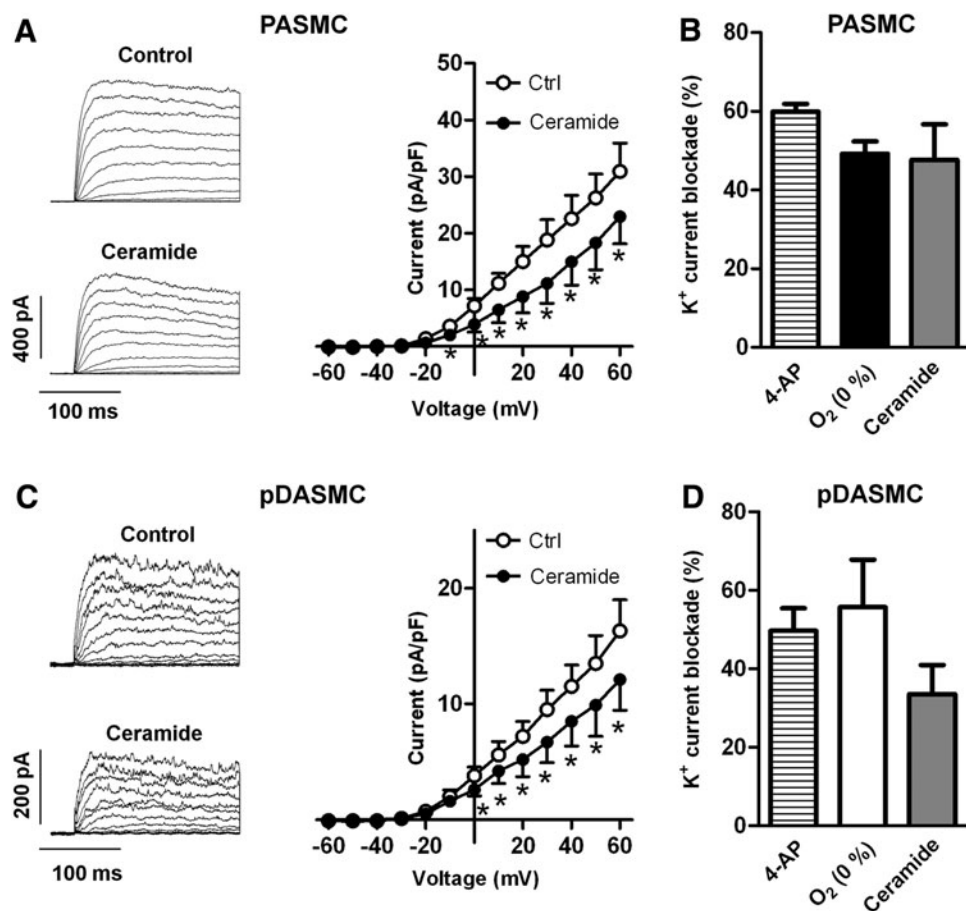 A
PASMC
Control
Ceramide
400 pA
100 ms
Current (pA/pF)
50
40
30
20
10
Ctrl
Ceramide
* * * * * * * *
-60 -40 -20 20 40 60
Voltage (mV)
B
PASMC
K+ current blockade (%)
80
60
40
20
0
4-AP
O2 (0 %)
Ceramide
C
pDASMC
Control
Ceramide
200 pA
100 ms
Current (pA/pF)
20
10
Ctrl
Ceramide
* * * * * * *
-60 -40 -20 20 40 60
Voltage (mV)
D
pDASMC
K+ current blockade (%)
80
60
40
20
0
4-AP
O2 (0 %)
Ceramide